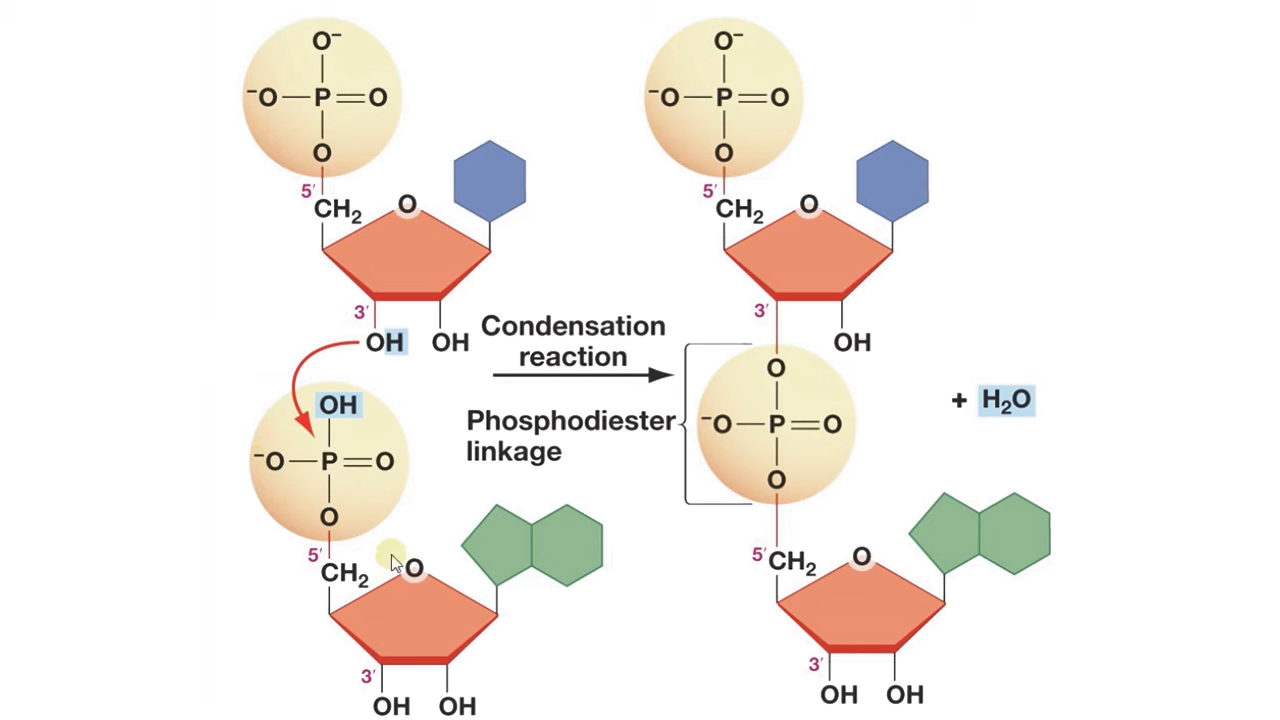 O⁻
⁻O P O
O
5′
CH₂ O
3′
OH OH
OH
⁻O P O
O
5′
CH₂ O
3′
OH OH
Condensation
reaction
Phosphodiester
linkage
O⁻
⁻O P O
O
5′
CH₂ O
3′
OH
O
⁻O P O
O
5′
CH₂ O
3′
OH OH
+ H₂O